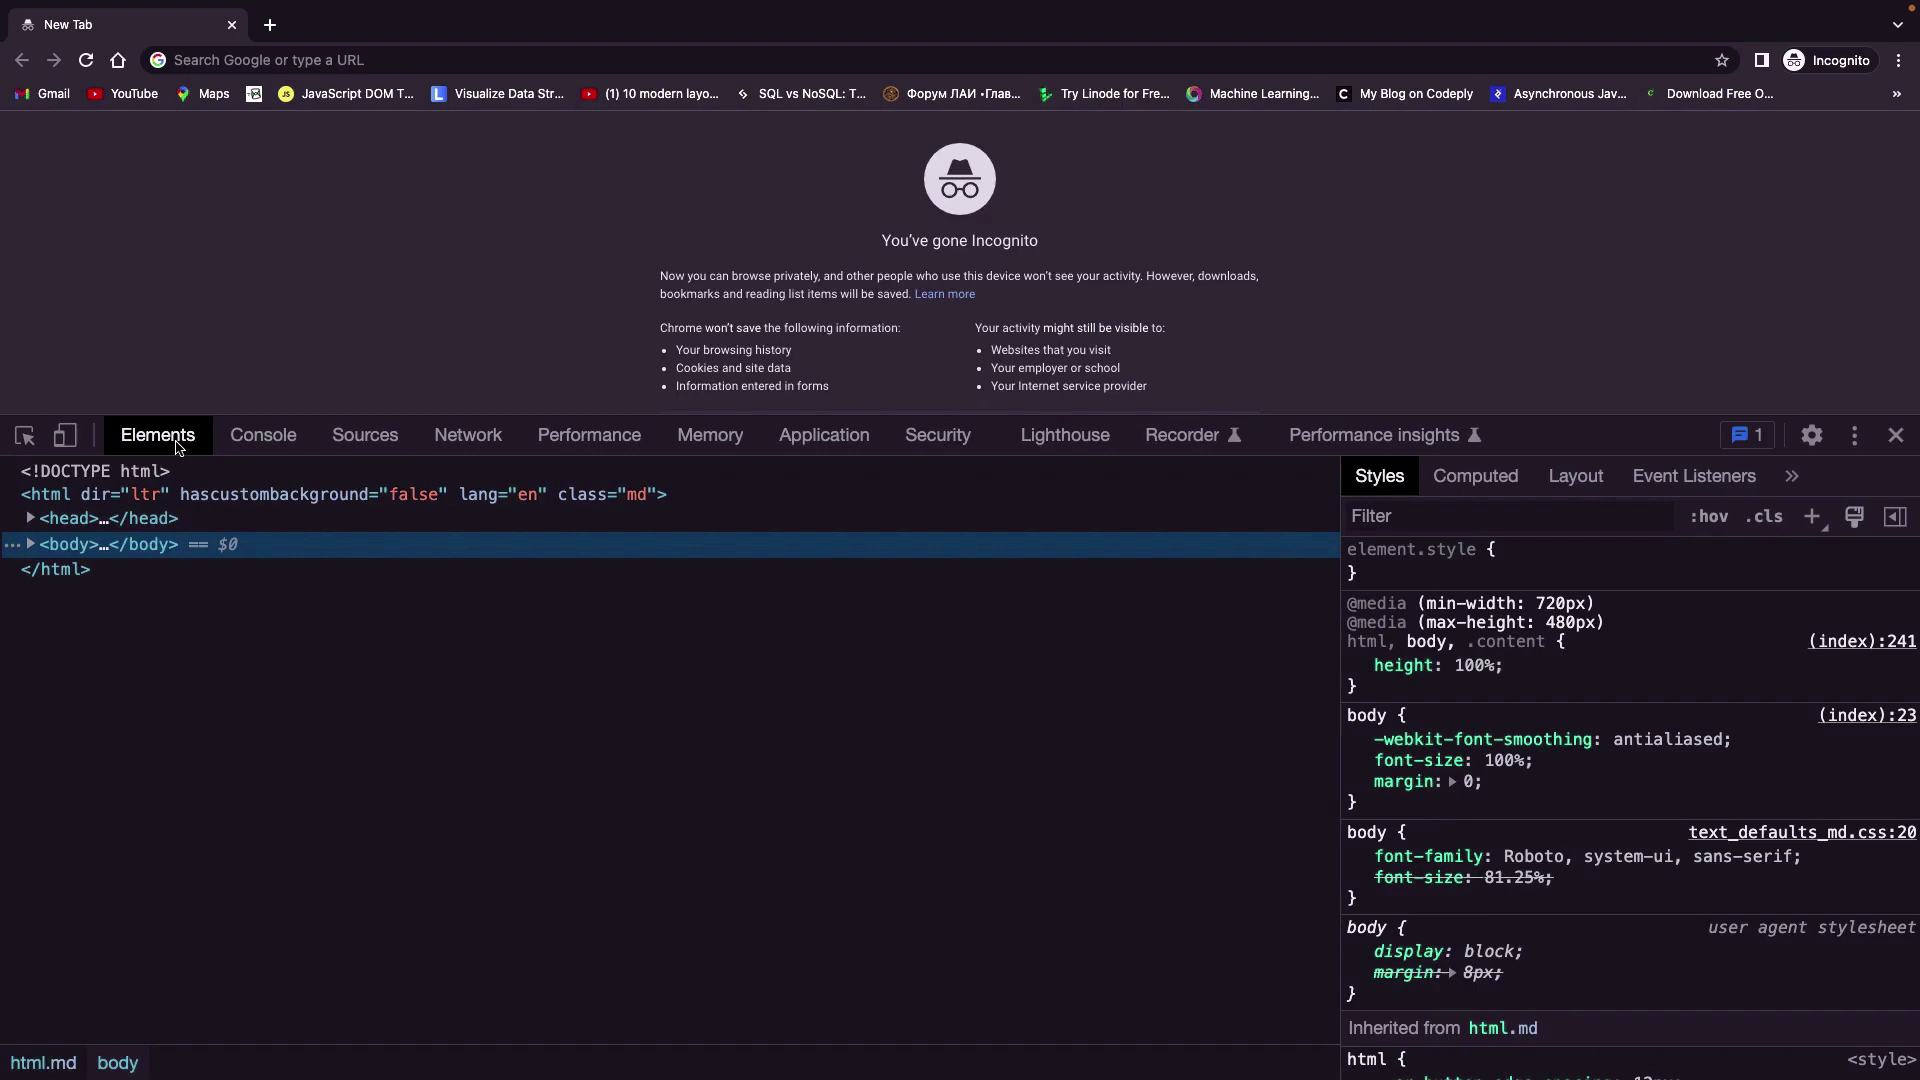 New Tab
Search Google or type a URL
Incognito
Gmail
YouTube
Maps
JavaScript DOM T...
Visualize Data Str...
(1) 10 modern layo...
SQL vs NoSQL: T...
Форум ЛАИ •Глав...
Try Linode for Fre...
Machine Learning...
My Blog on Codeply
Asynchronous Jav...
Download Free O...
You've gone Incognito
Now you can browse privately, and other people who use this device won't see your activity. However, downloads,
bookmarks and reading list items will be saved. Learn more
Chrome won't save the following information:
Your browsing history
Cookies and site data
Information entered in forms
Your activity might still be visible to:
Websites that you visit
Your employer or school
Your Internet service provider
Elements
Console
Sources
Network
Performance
Memory
Application
Security
Lighthouse
Recorder
Performance insights
1
<!DOCTYPE html>
<html dir="ltr" hascustombackground="false" lang="en" class="md">
<head>…</head>
<body>…</body> == $0
</html>
html.md
body
Styles
Computed
Layout
Event Listeners
Filter
:hov
.cls
element.style {
}
@media (min-width: 720px)
@media (max-height: 480px)
html, body, .content {
(index):241
height: 100%;
}
body {
(index):23
-webkit-font-smoothing: antialiased;
font-size: 100%;
margin: 0;
}
body {
text_defaults_md.css:20
font-family: Roboto, system-ui, sans-serif;
font-size: 81.25%;
}
body {
user agent stylesheet
display: block;
margin: 8px;
}
Inherited from html.md
html {
<style>